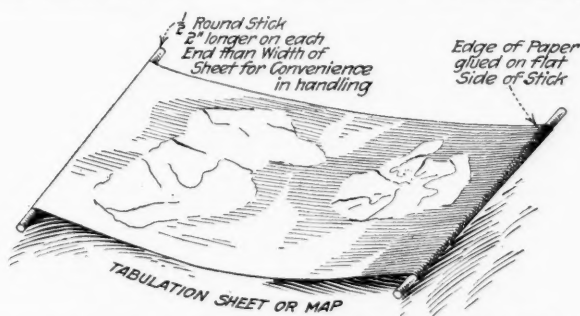 ½ Round Stick
2" longer on each
End than Width of
Sheet for Convenience
in handling
Edge of Paper
glued on flat
Side of Stick
TABULATION SHEET OR MAP